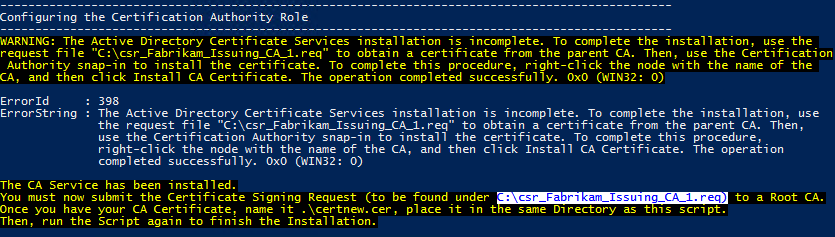 --------------------------------------------------------------------------------
Configuring the Certification Authority Role
--------------------------------------------------------------------------------
WARNING: The Active Directory Certificate Services installation is incomplete. To complete the installation, use the
request file "C:\csr_Fabrikam_Issuing_CA_1.req" to obtain a certificate from the parent CA. Then, use the Certification
Authority snap-in to install the certificate. To complete this procedure, right-click the node with the name of the
CA, and then click Install CA Certificate. The operation completed successfully. 0x0 (WIN32: 0)
ErrorId     : 398
ErrorString : The Active Directory Certificate Services installation is incomplete. To complete the installation, use
the request file "C:\csr_Fabrikam_Issuing_CA_1.req" to obtain a certificate from the parent CA. Then,
use the Certification Authority snap-in to install the certificate. To complete this procedure,
right-click the node with the name of the CA, and then click Install CA Certificate. The operation
completed successfully. 0x0 (WIN32: 0)
The CA Service has been installed.
You must now submit the Certificate Signing Request (to be found under C:\csr_Fabrikam_Issuing_CA_1.req) to a Root CA.
Once you have your CA Certificate, name it .\certnew.cer, place it in the same Directory as this script.
Then, run the Script again to finish the Installation.